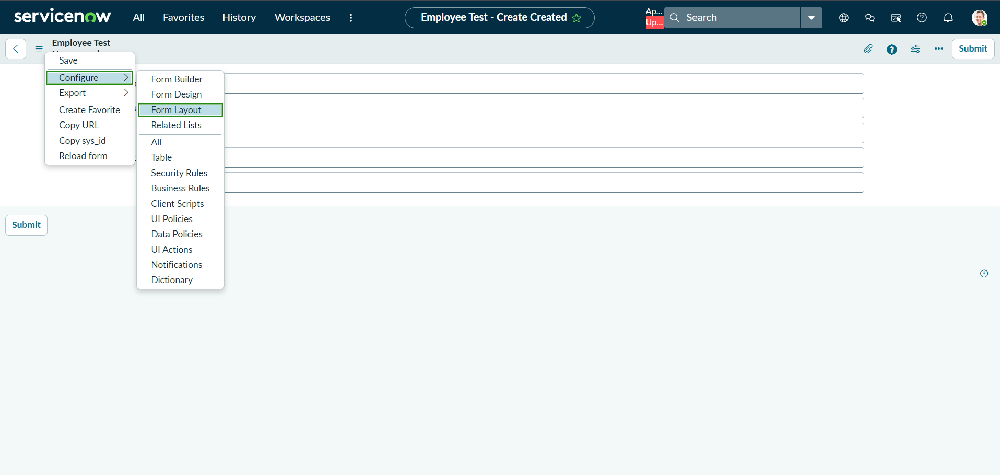 servicenow All Favorites History Workspaces Employee Test - Create Created Ap... Search
Up...
Employee Test
Submit
Save
Configure
Export
Create Favorite
Copy URL
Copy sys_id
Reload form
Form Builder
Form Design
Form Layout
Related Lists
All
Table
Security Rules
Business Rules
Client Scripts
UI Policies
Data Policies
UI Actions
Notifications
Dictionary
Submit